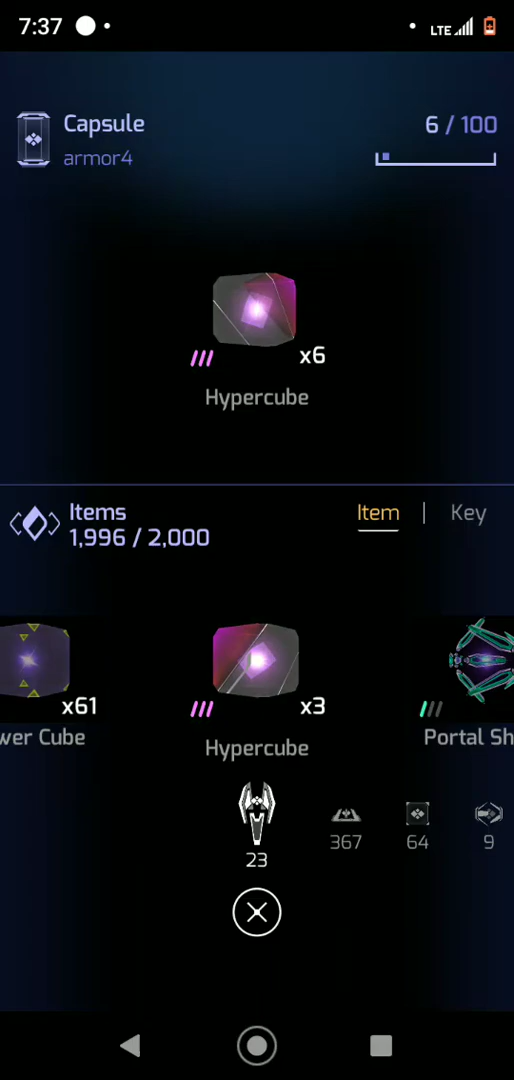 7:37
LTE
Capsule
6 / 100
armor4
x6
Hypercube
Items
Item | Key
1,996 / 2,000
x61
x3
wer Cube
Hypercube
Portal Sh
23
367
64
9